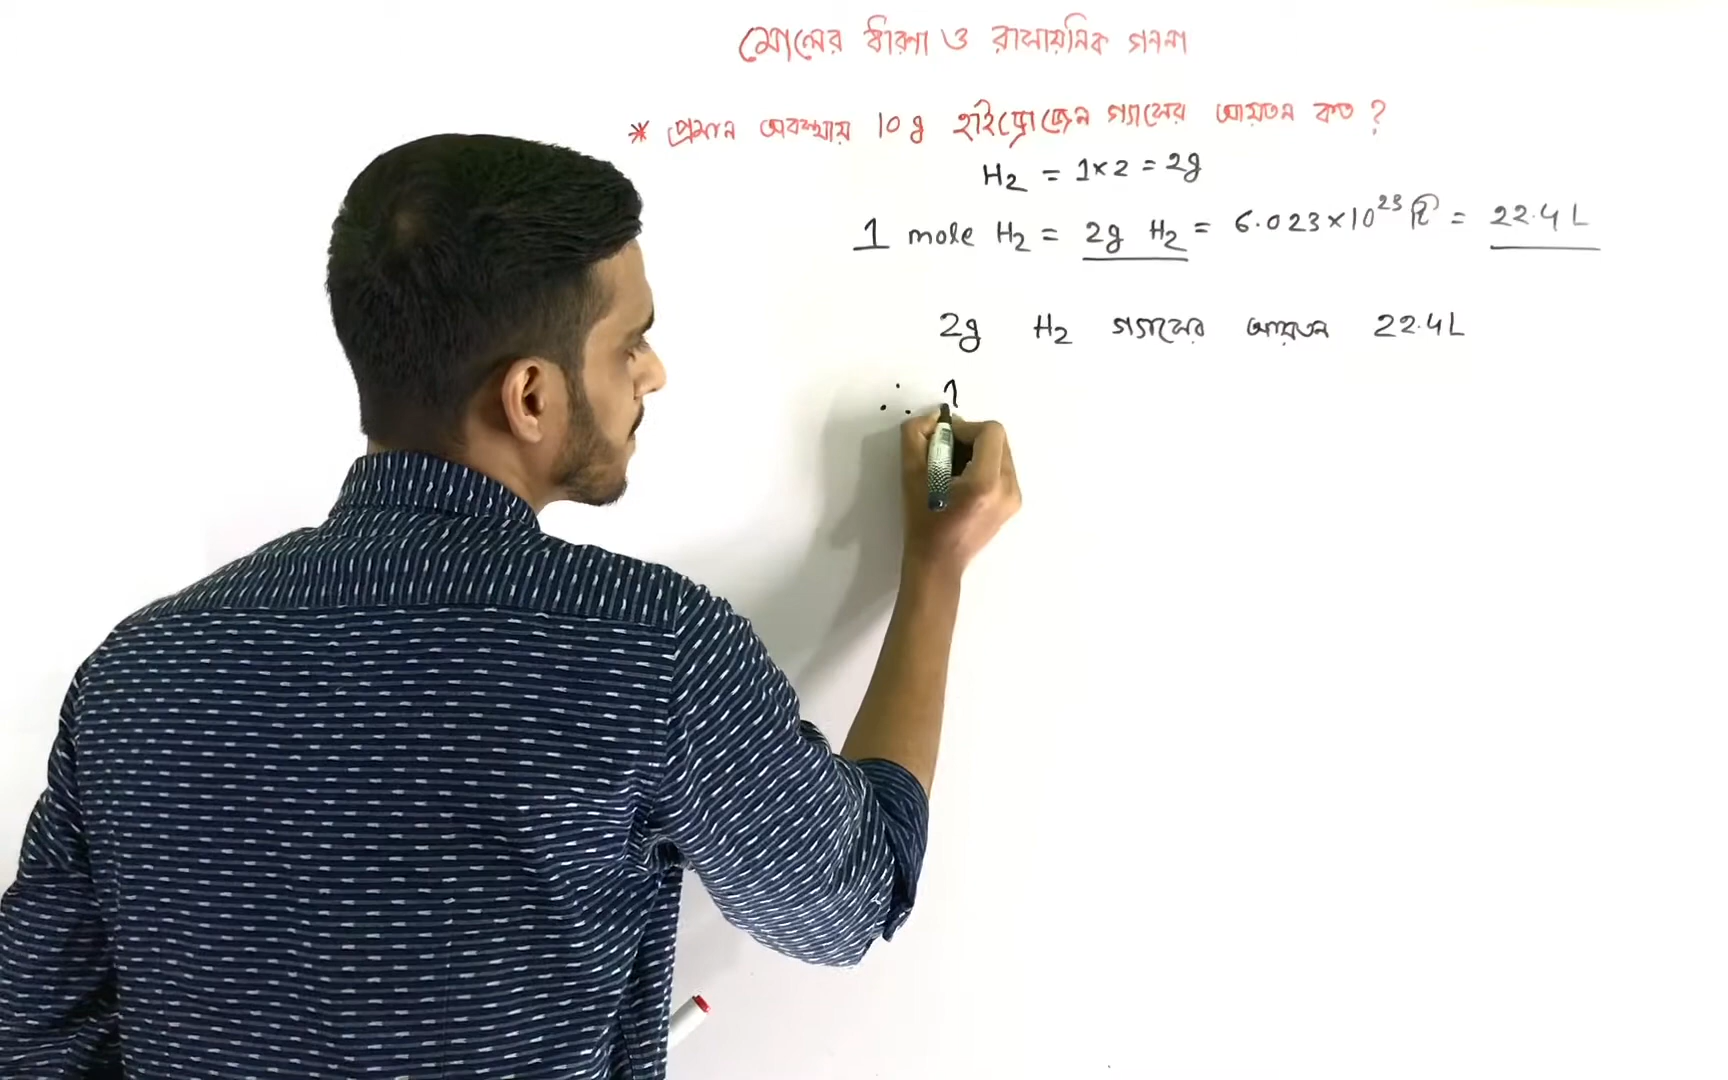 মোলের ধারণা ও রাসায়নিক গননা
* প্রমান অবস্থায় 10 g হাইড্রোজেন গ্যাসের আয়তন কত ?
H₂ = 1×2 = 2g
1 mole H₂ = 2g H₂ = 6.023×10²³ টি = 22.4 L
2g H₂ গ্যাসের আয়তন 22.4L
∴ 1